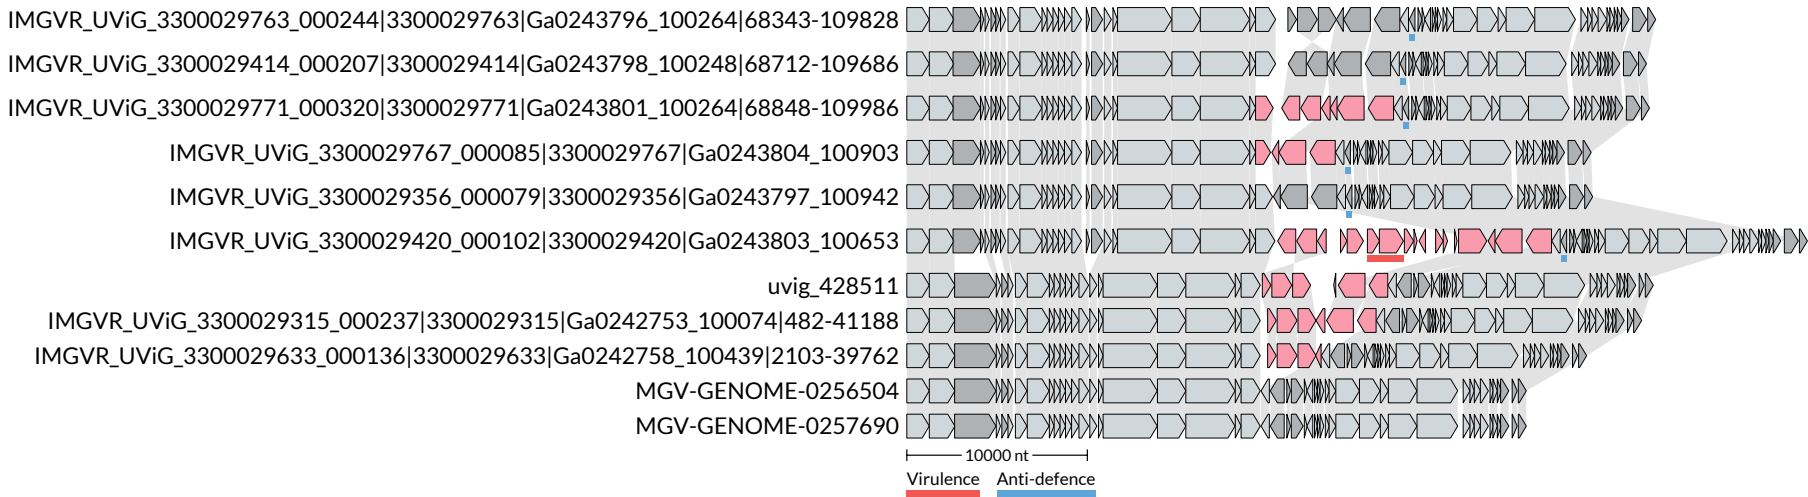 IMGVR_UViG_3300029763_000244|3300029763|Ga0243796_100264|68343-109828
IMGVR_UViG_3300029414_000207|3300029414|Ga0243798_100248|68712-109686
IMGVR_UViG_3300029771_000320|3300029771|Ga0243801_100264|68848-109986
IMGVR_UViG_3300029767_000085|3300029767|Ga0243804_100903
IMGVR_UViG_3300029356_000079|3300029356|Ga0243797_100942
IMGVR_UViG_3300029420_000102|3300029420|Ga0243803_100653
uvig_428511
IMGVR_UViG_3300029315_000237|3300029315|Ga0242753_100074|482-41188
IMGVR_UViG_3300029633_000136|3300029633|Ga0242758_100439|2103-39762
MGV-GENOME-0256504
MGV-GENOME-0257690
10000 nt
Virulence Anti-defence